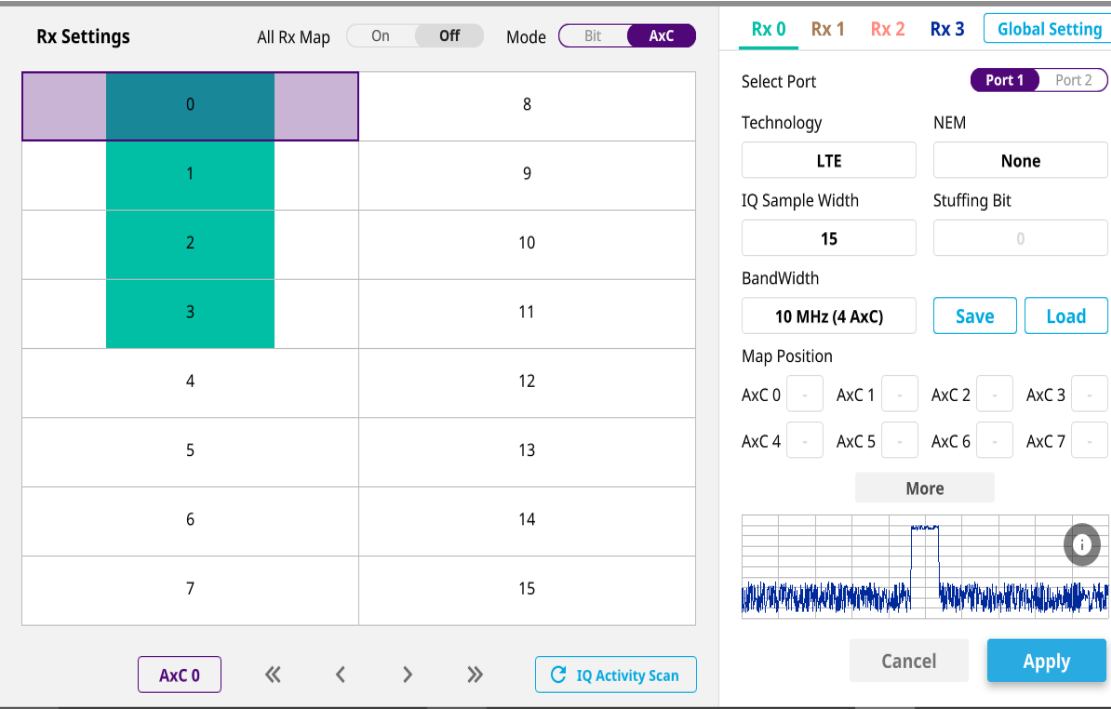 Rx Settings
All Rx Map On Off Mode Bit AxC
0 8
1 9
2 10
3 11
4 12
5 13
6 14
7 15
AxC 0 IQ Activity Scan
Rx 0 Rx 1 Rx 2 Rx 3 Global Setting
Select Port Port 1 Port 2
Technology NEM
LTE None
IQ Sample Width Stuffing Bit
15 0
BandWidth
10 MHz (4 AxC) Save Load
Map Position
AxC 0 - AxC 1 - AxC 2 - AxC 3 -
AxC 4 - AxC 5 - AxC 6 - AxC 7 -
More
i
Cancel Apply